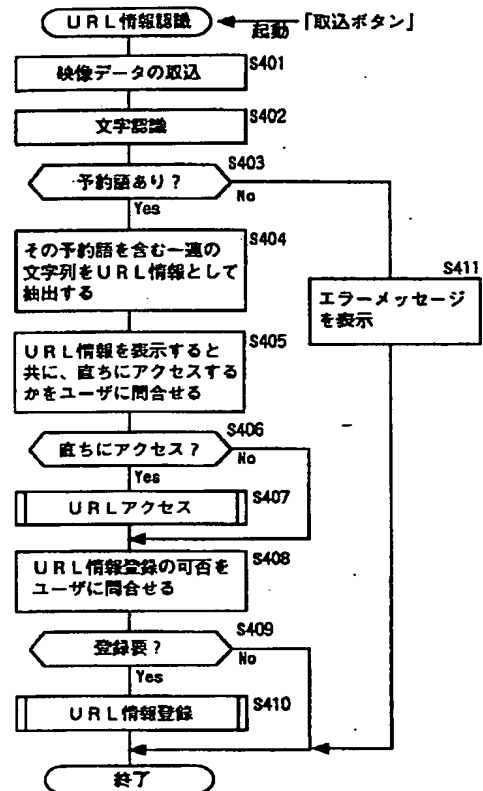 URL情報認識
起動
「取込ボタン」
映像データの取込
S401
文字認識
S402
予約語あり?
S403
No
Yes
その予約語を含む一連の
文字列をURL情報として
抽出する
S404
エラーメッセージ
を表示
S411
URL情報を表示すると
共に、直ちにアクセスする
かをユーザに問合せる
S405
直ちにアクセス?
S406
No
Yes
URLアクセス
S407
URL情報登録の可否を
ユーザに問合せる
S408
登録要?
S409
No
Yes
URL情報登録
S410
終了